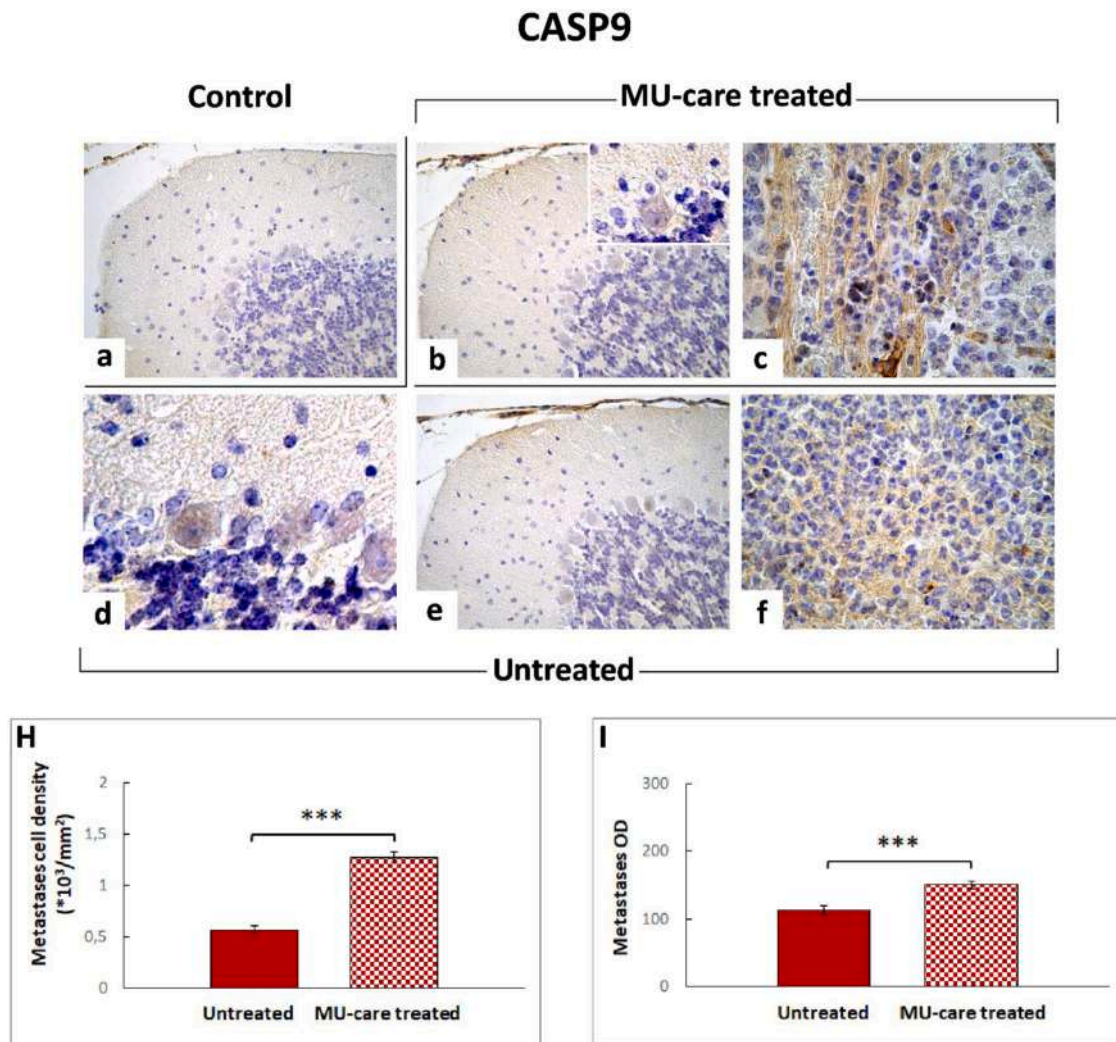 CASP9
Control
MU-care treated
a
b
c
d
e
f
Untreated
H
Metastases cell density
(*10³/mm²)
2
1,5
1
0,5
0
***
Untreated
MU-care treated
I
Metastases OD
300
200
100
0
***
Untreated
MU-care treated